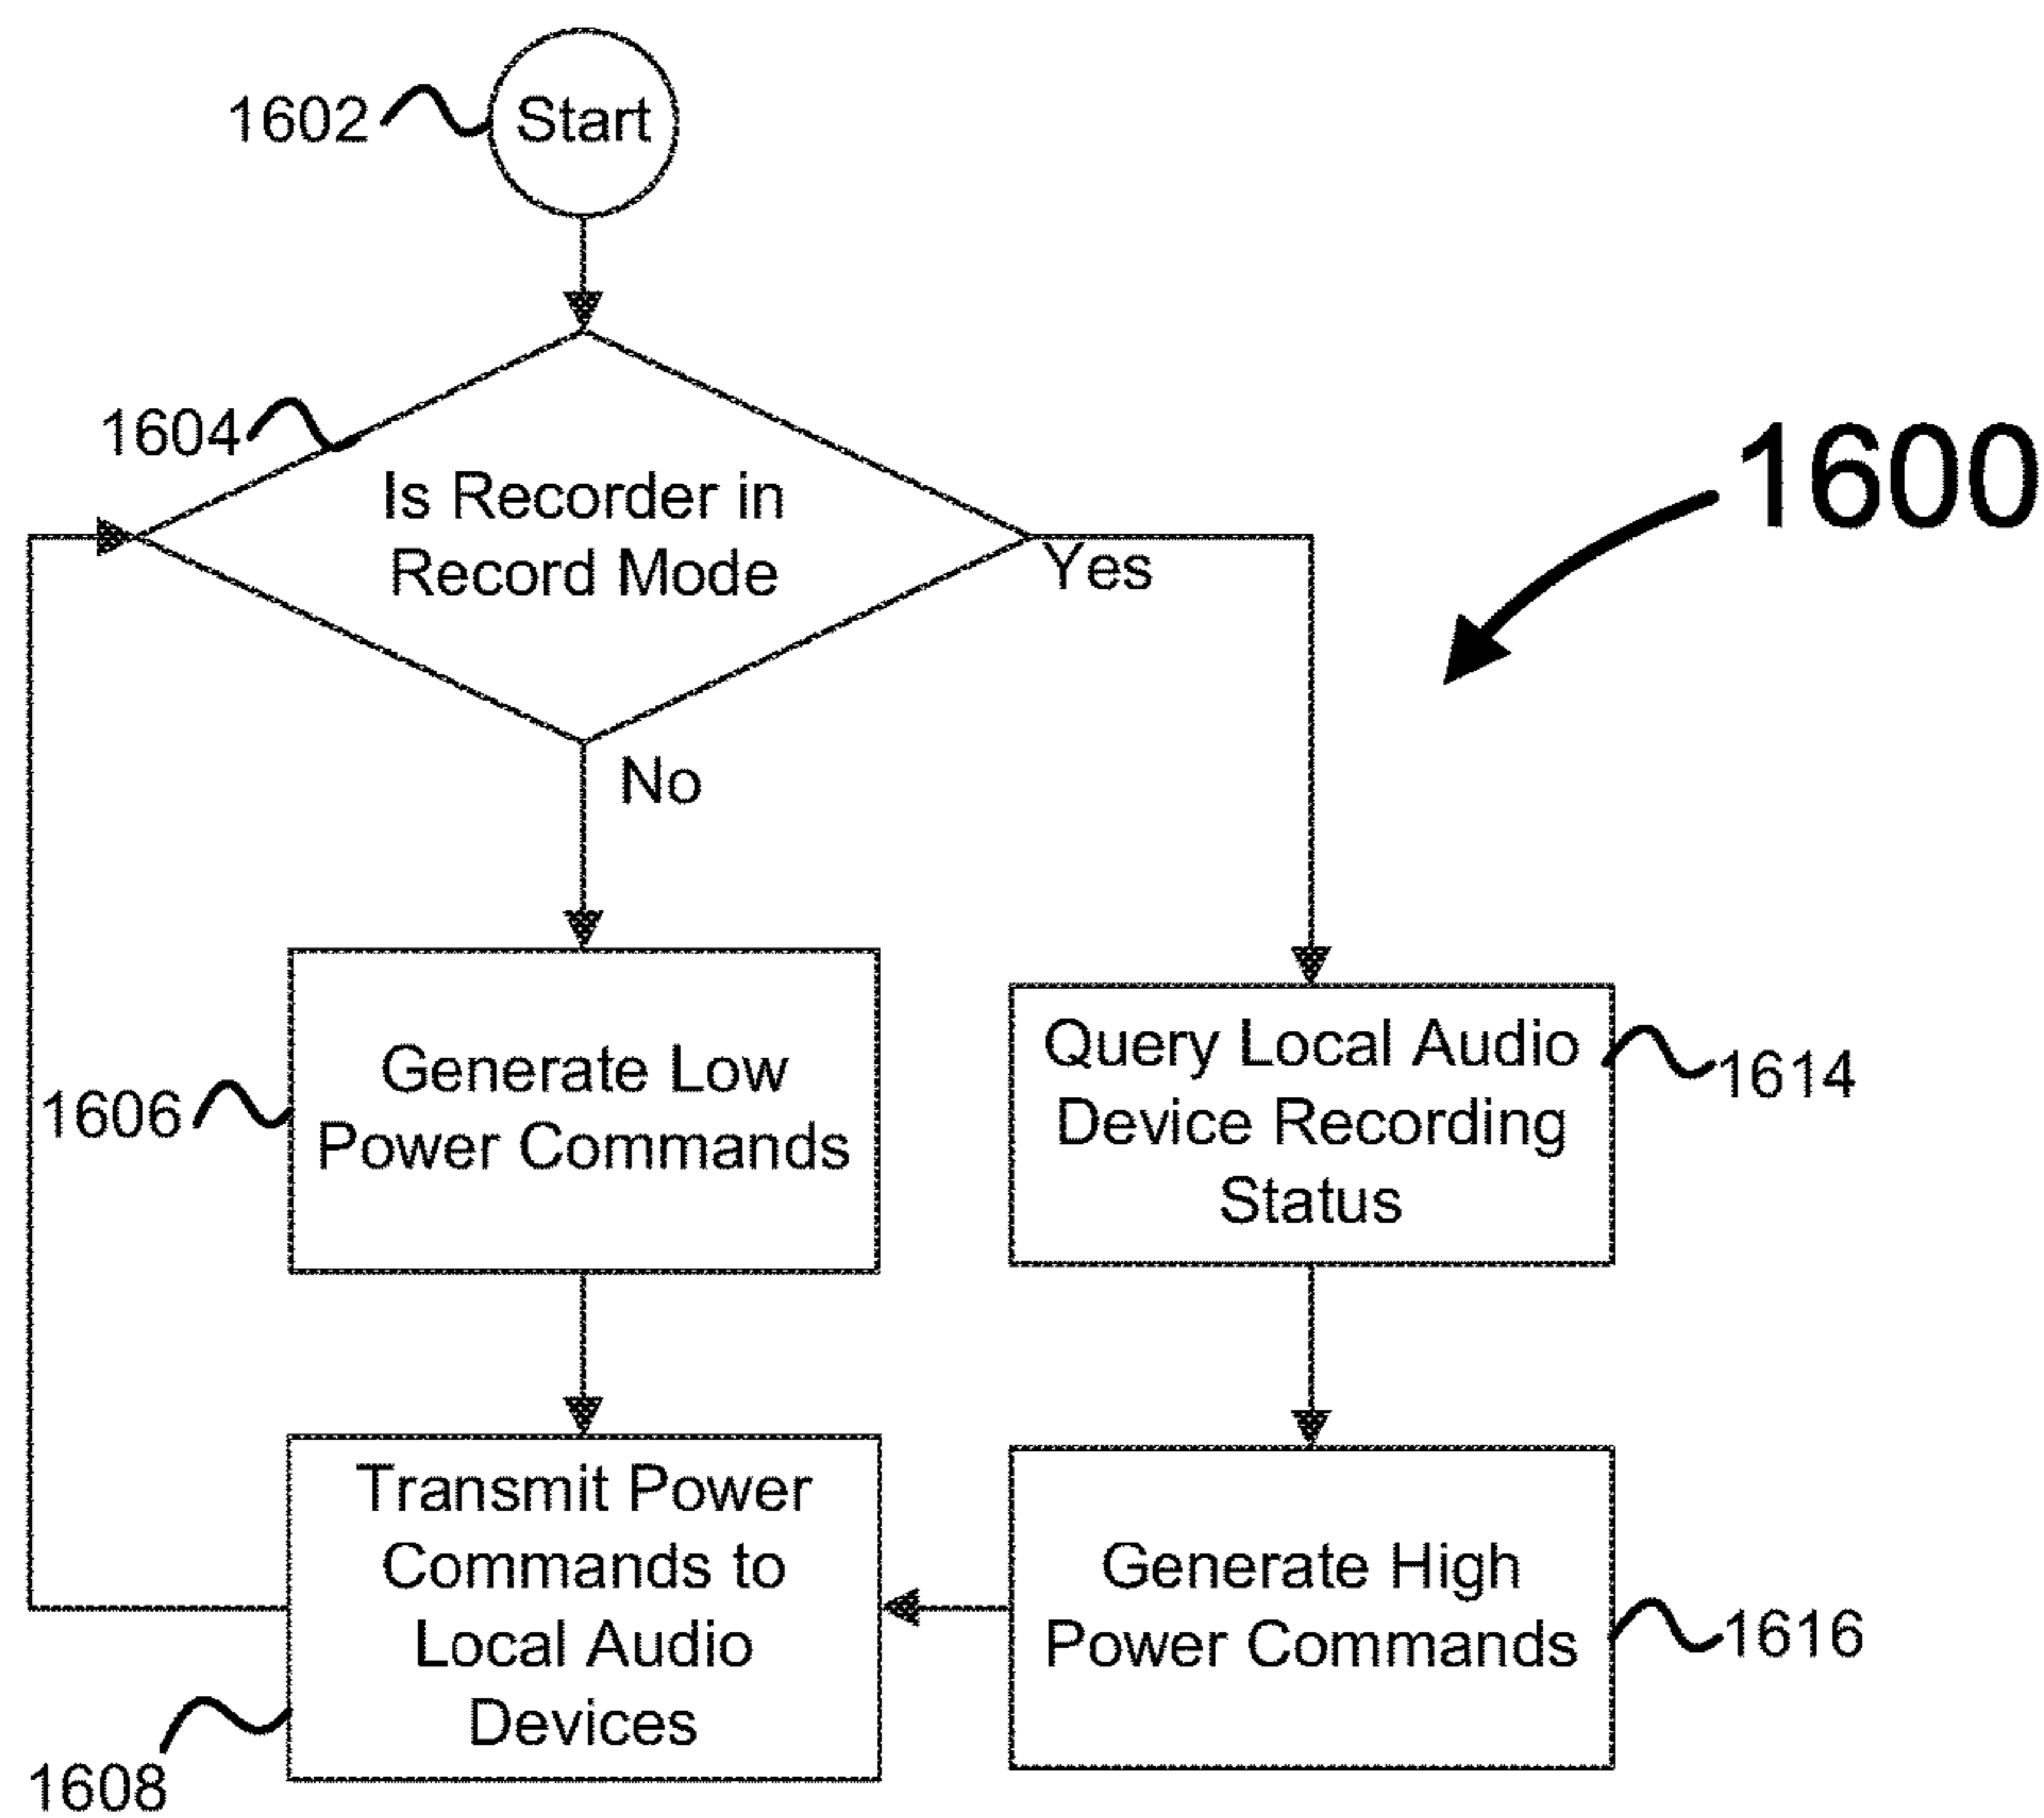 1602
Start
1604
Is Recorder in
Record Mode
1600
Yes
No
Generate Low
Power Commands
1606
Query Local Audio
Device Recording
Status
1614
Transmit Power
Commands to
Local Audio
Devices
1608
Generate High
Power Commands
1616